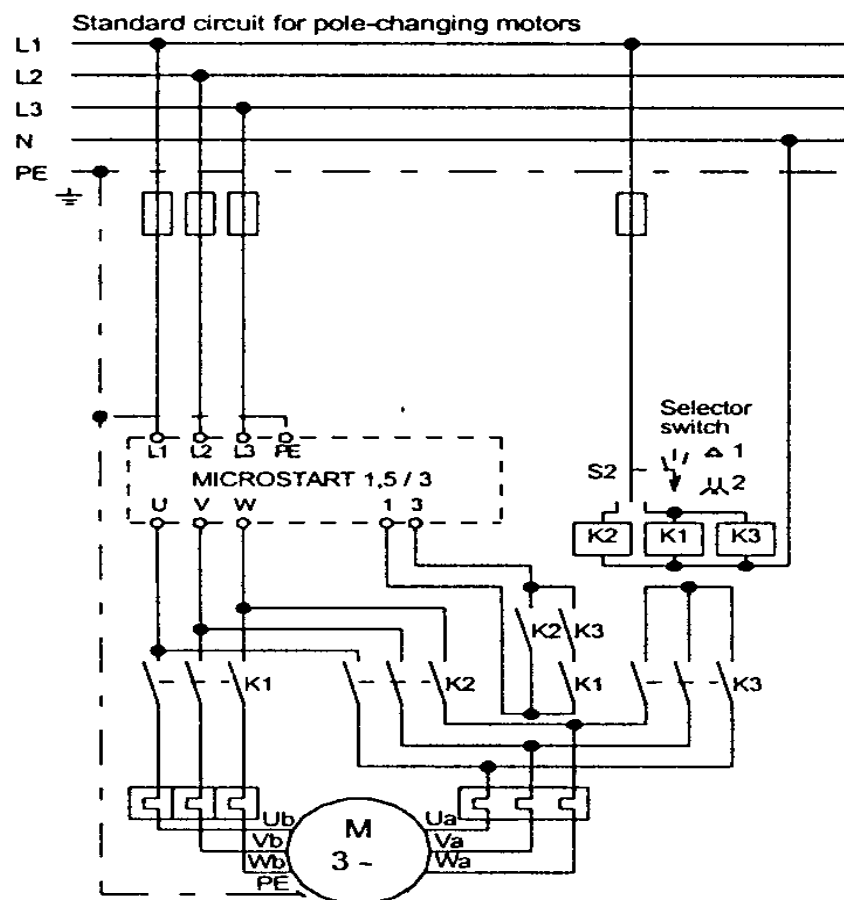 Standard circuit for pole-changing motors
L1
L2
L3
N
PE
Selector
switch
S2
1
2
L1 L2 L3 PE
MICROSTART 1,5 / 3
U V W 1 3
K2 K1 K3
K2 K3
K1 K2 K1 K3
Ub M Ua
Vb 3 ~ Va
Wb Wa
PE